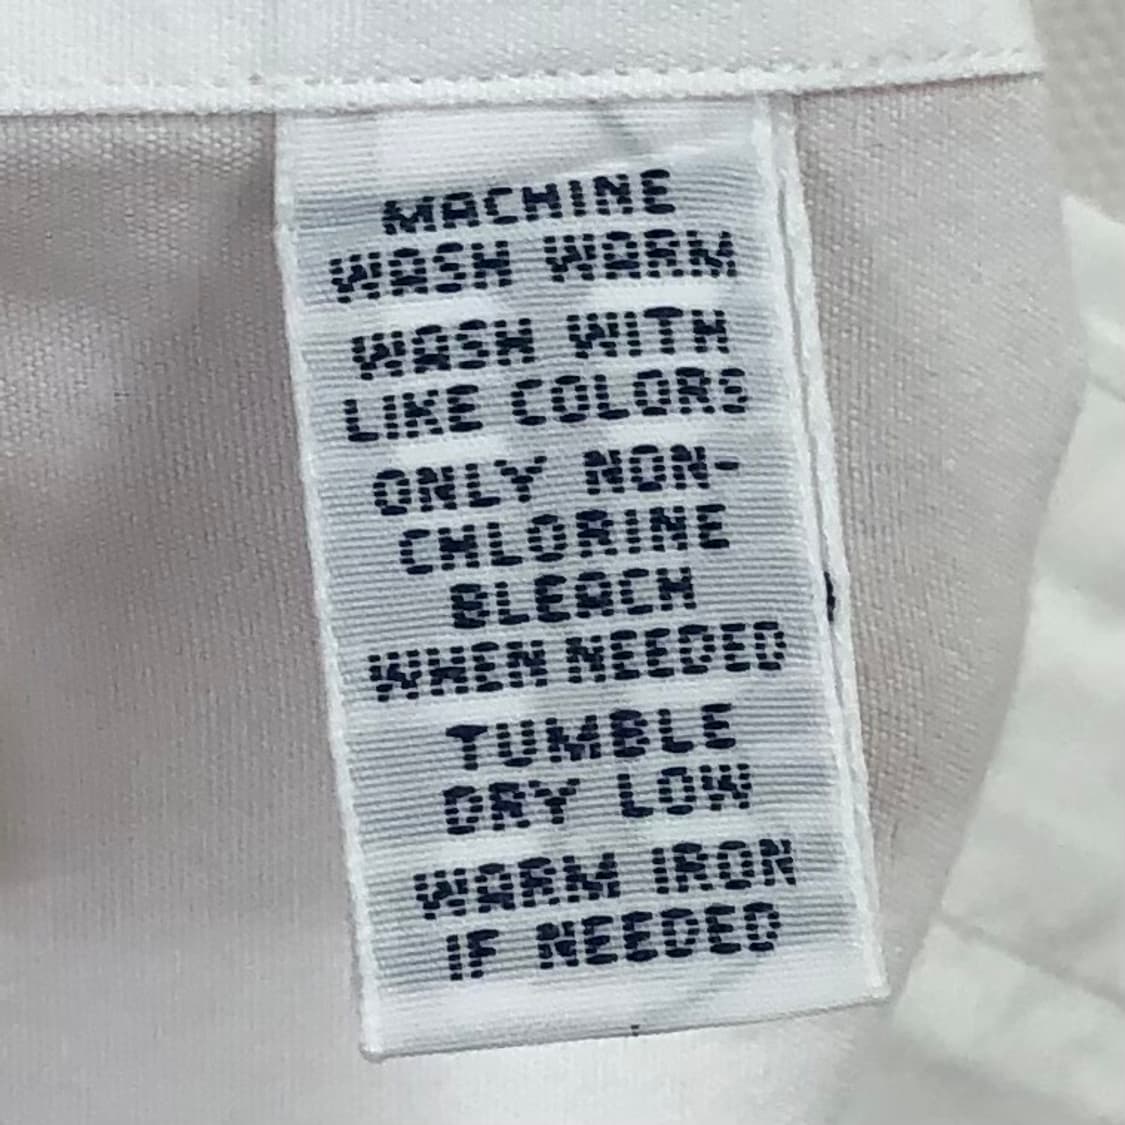 MACHINE
WASH WARM
WASH WITH
LIKE COLORS
ONLY NON-
CHLORINE
BLEACH
WHEN NEEDED
TUMBLE
DRY LOW
WARM IRON
IF NEEDED